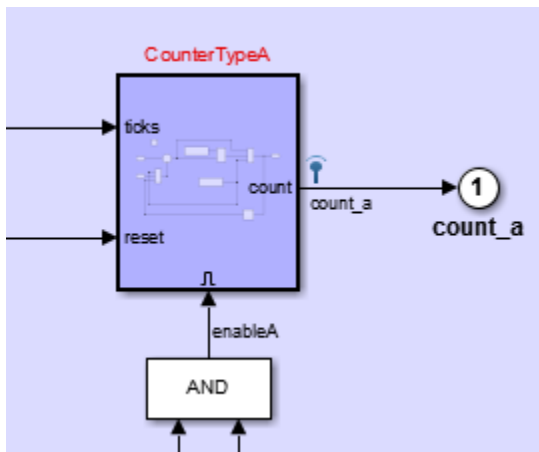 CounterTypeA
ticks
count
reset
count_a
1
count_a
enableA
AND